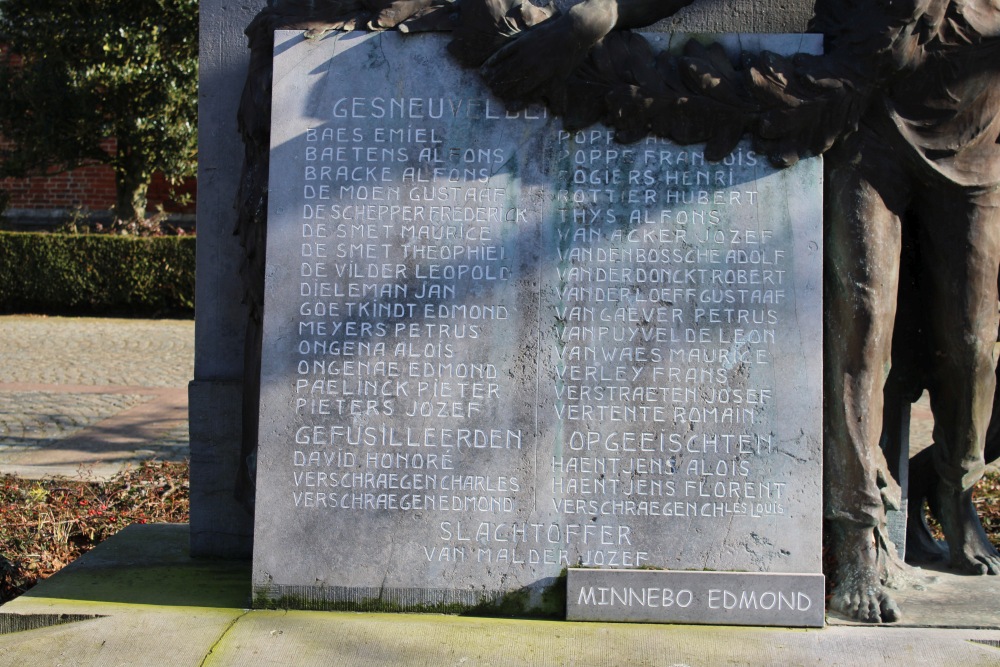 GESNEUVELDEN
BAES EMIEL
BAETENS ALFONS
BRACKE ALFONS
DE MOEN GUSTAAF
DE SCHEPPER FREDERICK
DE SMET MAURICE
DE SMET THEOPHIEL
DE VILDER LEOPOLD
DIELEMAN JAN
GOETKINDT EDMOND
MEYERS PETRUS
ONGENA ALOÏS
ONGENAE EDMOND
PAELINCK PIETER
PIETERS JOZEF
POPPE
POPPE FRANÇOIS
ROGIERS HENRI
ROTTIER HUBERT
THYS ALFONS
VAN ACKER JOZEF
VAN DEN BOSSCHE ADOLF
VAN DER DONCKT ROBERT
VAN DER LOEFF GUSTAAF
VAN GAEVER PETRUS
VAN PUYVELDE LEON
VAN WAES MAURICE
VERLEY FRANS
VERSTRAETEN JOSEF
VERTENTE ROMAIN
GEFUSILLEERDEN
DAVID HONORÉ
VERSCHRAEGEN CHARLES
VERSCHRAEGEN EDMOND
OPGEEISCHTEN
HAENTJENS ALOÏS
HAENTJENS FLORENT
VERSCHRAEGEN CHLES LOUIS
SLACHTOFFER
VAN MALDER JOZEF
MINNEBO EDMOND